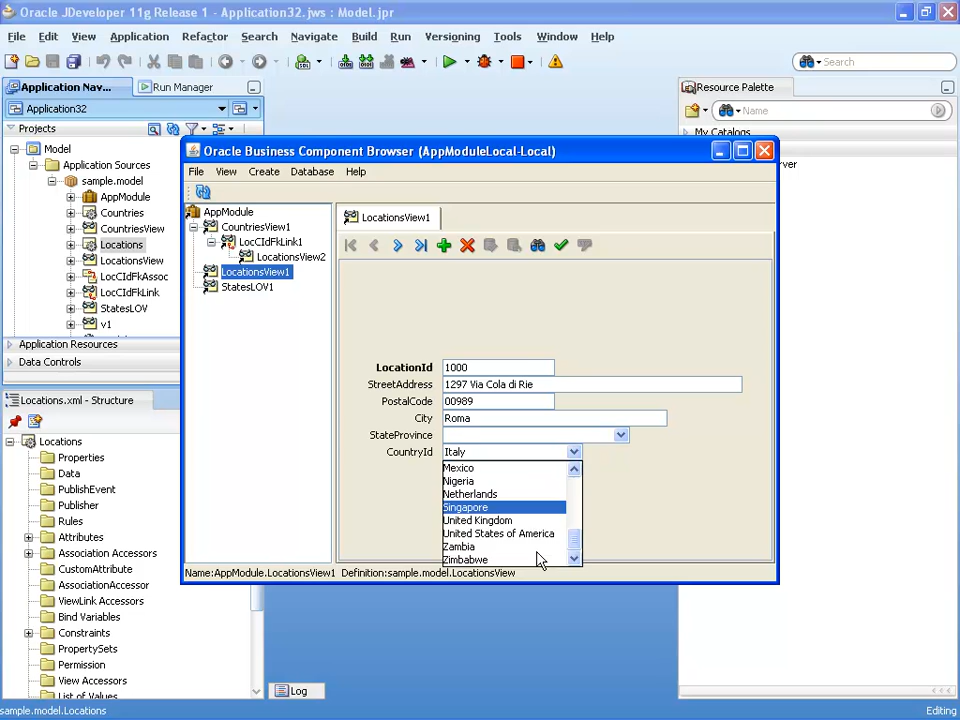 Oracle JDeveloper 11g Release 1 - Application32.jws : Model.jpr
File Edit View Application Refactor Search Navigate Build Run Versioning Tools Window Help
Search
Application Nav...
Run Manager
Application32
Projects
Model
Application Sources
sample.model
AppModule
Countries
CountriesView
Locations
LocationsView
LocCIdFkAssoc
LocCIdFkLink
StatesLOV
v1
Application Resources
Data Controls
Locations.xml - Structure
Locations
Properties
Data
PublishEvent
Publisher
Rules
Attributes
Association Accessors
CustomAttribute
AssociationAccessor
ViewLink Accessors
Bind Variables
Constraints
PropertySets
Permission
View Accessors
List of Values
Resource Palette
Name
My Catalogs
erver
Oracle Business Component Browser (AppModuleLocal-Local)
File View Create Database Help
AppModule
CountriesView1
LocCIdFkLink1
LocationsView2
LocationsView1
StatesLOV1
LocationsView1
LocationId 1000
StreetAddress 1297 Via Cola di Rie
PostalCode 00989
City Roma
StateProvince
CountryId Italy
Mexico
Nigeria
Netherlands
Singapore
United Kingdom
United States of America
Zambia
Zimbabwe
Name:AppModule.LocationsView1 Definition:sample.model.LocationsView
Log
sample.model.Locations
Editing